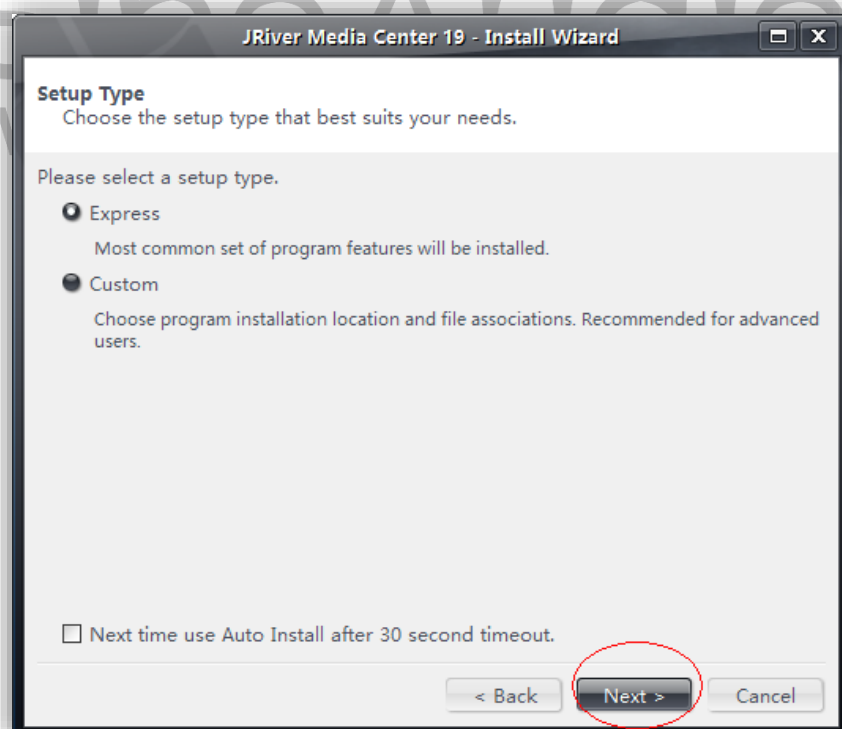 JRiver Media Center 19 - Install Wizard
Setup Type
Choose the setup type that best suits your needs.
Please select a setup type.
Express
Most common set of program features will be installed.
Custom
Choose program installation location and file associations. Recommended for advanced
users.
Next time use Auto Install after 30 second timeout.
< Back
Next >
Cancel